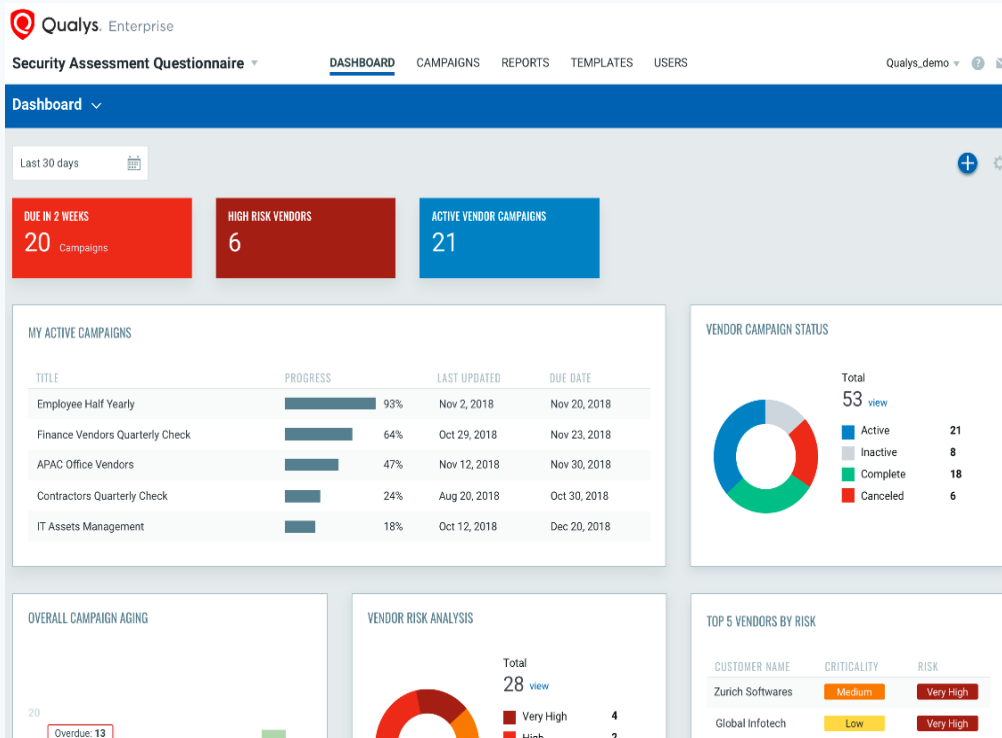 Qualys. Enterprise
Security Assessment Questionnaire
DASHBOARD CAMPAIGNS REPORTS TEMPLATES USERS
Qualys_demo ?
Dashboard
Last 30 days
DUE IN 2 WEEKS
20 Campaigns
HIGH RISK VENDORS
6
ACTIVE VENDOR CAMPAIGNS
21
MY ACTIVE CAMPAIGNS
TITLE PROGRESS LAST UPDATED DUE DATE
Employee Half Yearly 93% Nov 2, 2018 Nov 20, 2018
Finance Vendors Quarterly Check 64% Oct 29, 2018 Nov 23, 2018
APAC Office Vendors 47% Nov 12, 2018 Nov 30, 2018
Contractors Quarterly Check 24% Aug 20, 2018 Oct 30, 2018
IT Assets Management 18% Oct 12, 2018 Dec 20, 2018
VENDOR CAMPAIGN STATUS
Total
53 view
Active 21
Inactive 8
Complete 18
Canceled 6
OVERALL CAMPAIGN AGING
20
Overdue: 13
VENDOR RISK ANALYSIS
Total
28 view
Very High 4
High 2
TOP 5 VENDORS BY RISK
CUSTOMER NAME CRITICALITY RISK
Zurich Softwares Medium Very High
Global Infotech Low Very High